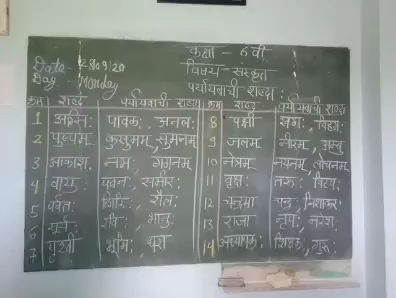 कक्षा - 6वीं
Date 28/09/20
विषय - संस्कृत
Day Monday
पर्यायवाची शब्दाः
क्रम शब्द पर्यायवाची शब्द
1 अग्निः पावकः, अनलः
2 पुष्पम् कुसुमम्, सुमनम्
3 आकाशः नभः, गगनम्
4 वायुः पवनः, समीरः
5 पर्वतः गिरिः, शैलः
6 सूर्यः रविः, भानुः
7 पृथ्वी भूमिः, धरा
क्रम शब्द पर्यायवाची शब्द
8 पक्षी खगः, विहगः
9 जलम् नीरम्, अम्बु
10 नेत्रम् नयनम्, लोचनम्
11 वृक्षः तरुः, विटपः
12 चन्द्रमा चन्द्रः, निशाकरः
13 राजा नृपः, नरेशः
14 अध्यापकः शिक्षकः, गुरुः